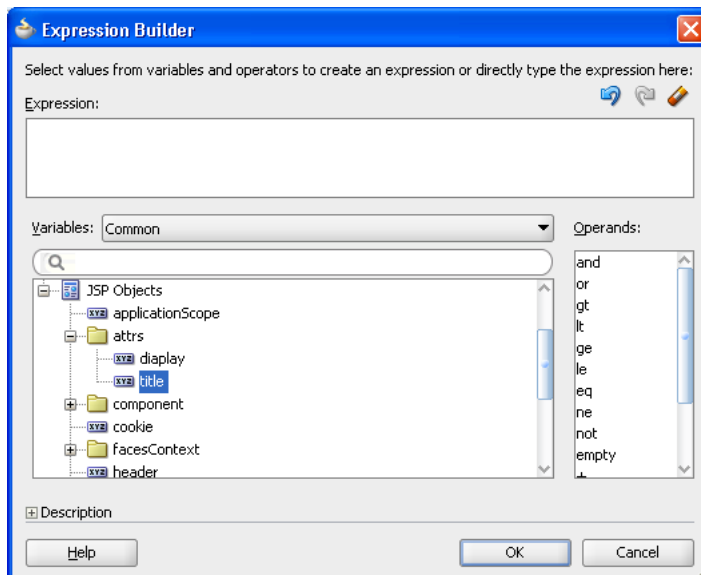 Expression Builder
Select values from variables and operators to create an expression or directly type the expression here:
Expression:
Variables: Common
Operands:
JSP Objects
applicationScope
attrs
diaplay
title
component
cookie
facesContext
header
and
or
gt
lt
ge
le
eq
ne
not
empty
+
Description
Help
OK
Cancel